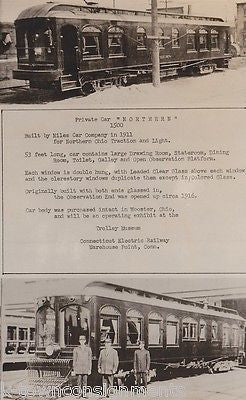 Private Car "NORTHERN"
1500
Built by Niles Car Company in 1911
for Northern Ohio Traction and Light.
53 feet long, car contains large Drawing Room, Stateroom, Dining
Room, Toilet, Galley and Open Observation Platform.
Each window is double hung, with Leaded Clear Glass above each window
and the clerestory windows duplicate them except in colored Glass.
Originally built with both ends glassed in,
the Observation End was opened up circa 1916.
Car body was purchased intact in Wooster, Ohio,
and will be an operating exhibit at the
Trolley Museum
Connecticut Electric Railway
Warehouse Point, Conn.
k-townconsignments